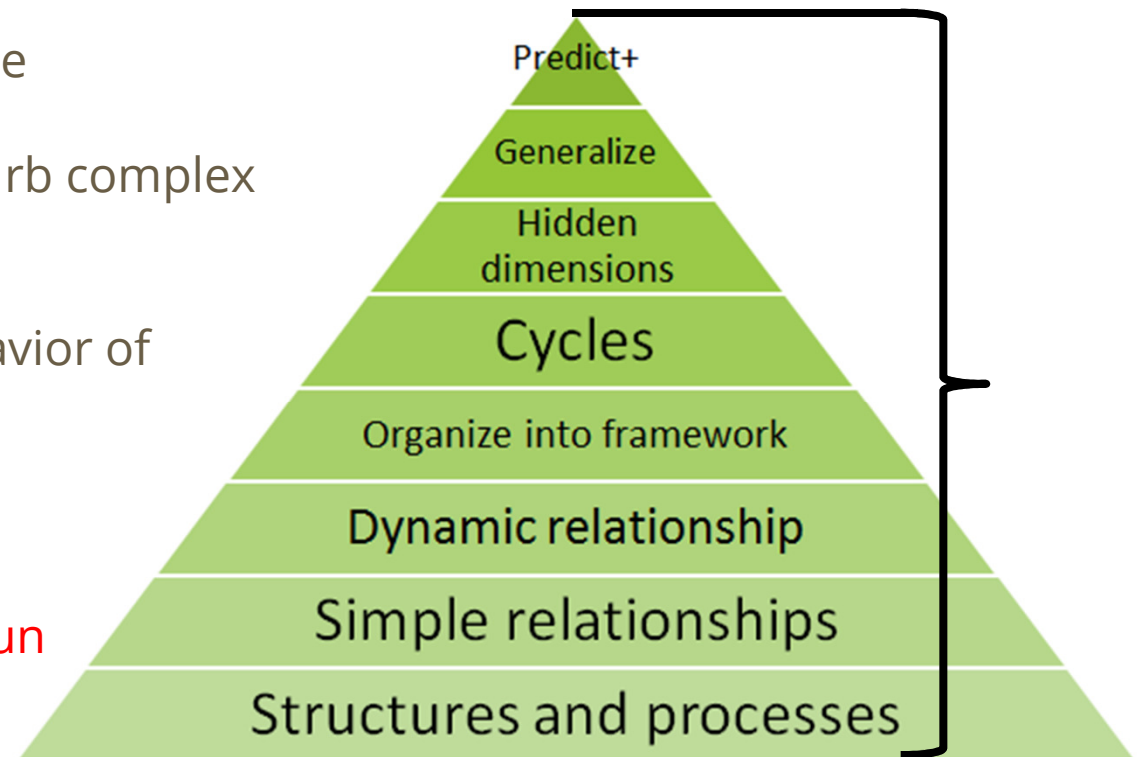 e
rb complex
avior of
un
Predict+
Generalize
Hidden
dimensions
Cycles
Organize into framework
Dynamic relationship
Simple relationships
Structures and processes